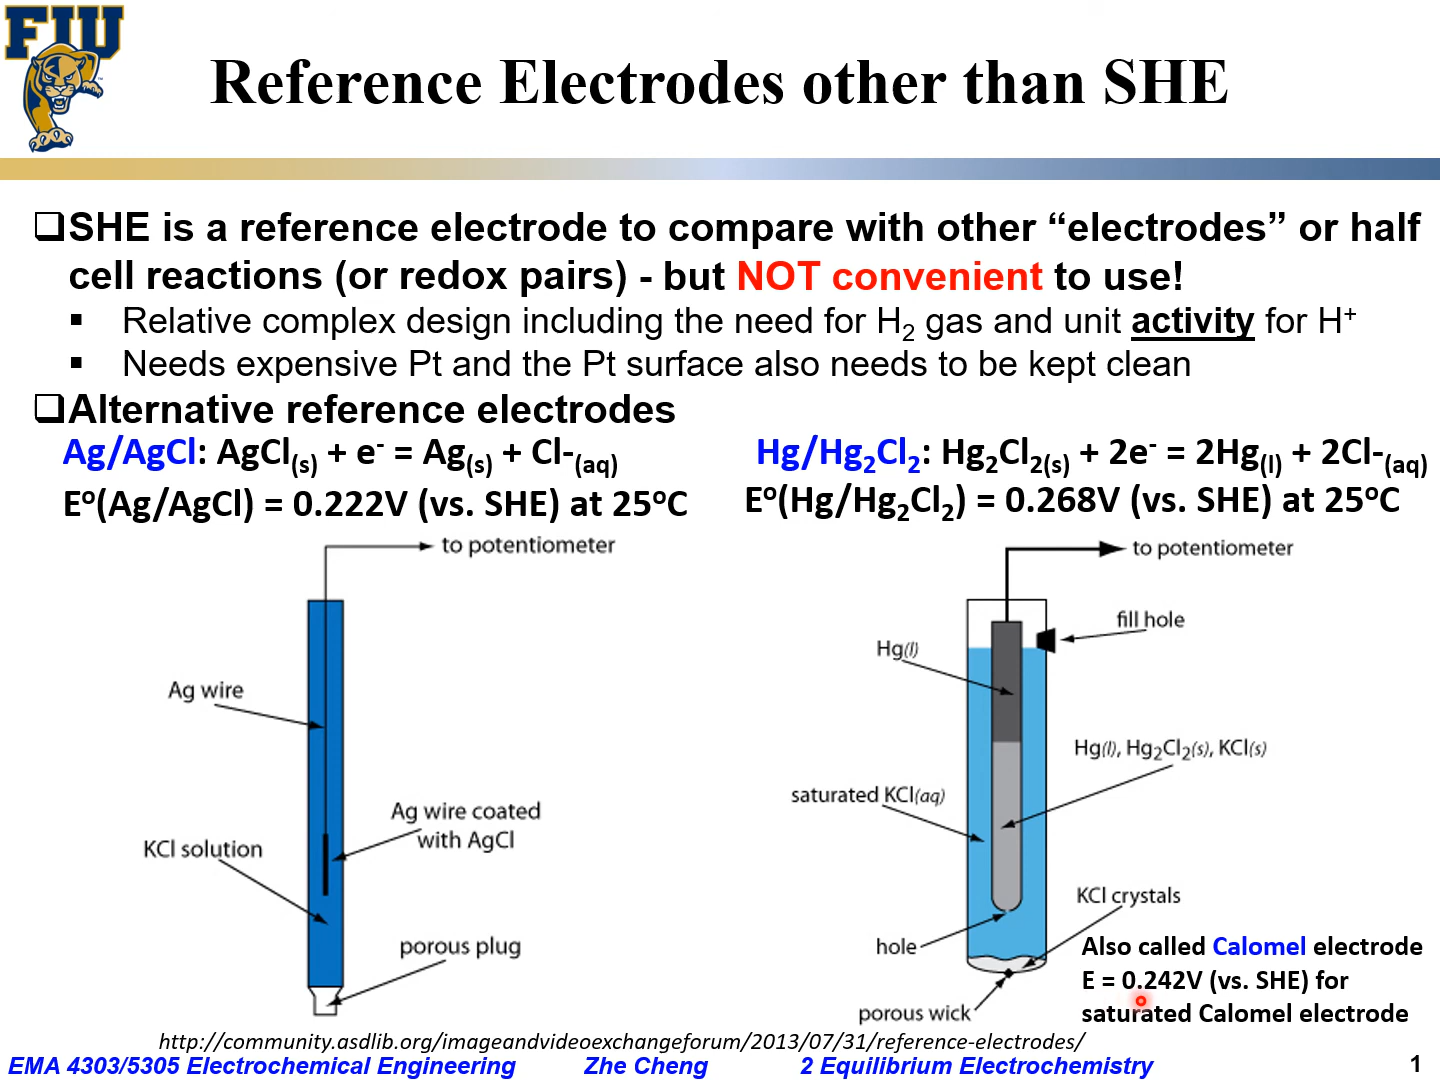 FIU
Reference Electrodes other than SHE
❑SHE is a reference electrode to compare with other “electrodes” or half
cell reactions (or redox pairs) - but NOT convenient to use!
▪ Relative complex design including the need for H2 gas and unit activity for H+
▪ Needs expensive Pt and the Pt surface also needs to be kept clean
❑Alternative reference electrodes
Ag/AgCl: AgCl(s) + e- = Ag(s) + Cl-(aq)
Eo(Ag/AgCl) = 0.222V (vs. SHE) at 25oC
Hg/Hg2Cl2: Hg2Cl2(s) + 2e- = 2Hg(l) + 2Cl-(aq)
Eo(Hg/Hg2Cl2) = 0.268V (vs. SHE) at 25oC
to potentiometer
Ag wire
Ag wire coated
with AgCl
KCl solution
porous plug
to potentiometer
fill hole
Hg(l)
Hg(l), Hg2Cl2(s), KCl(s)
saturated KCl(aq)
KCl crystals
hole
porous wick
Also called Calomel electrode
E = 0.242V (vs. SHE) for
saturated Calomel electrode
http://community.asdlib.org/imageandvideoexchangeforum/2013/07/31/reference-electrodes/
EMA 4303/5305 Electrochemical Engineering Zhe Cheng 2 Equilibrium Electrochemistry 1